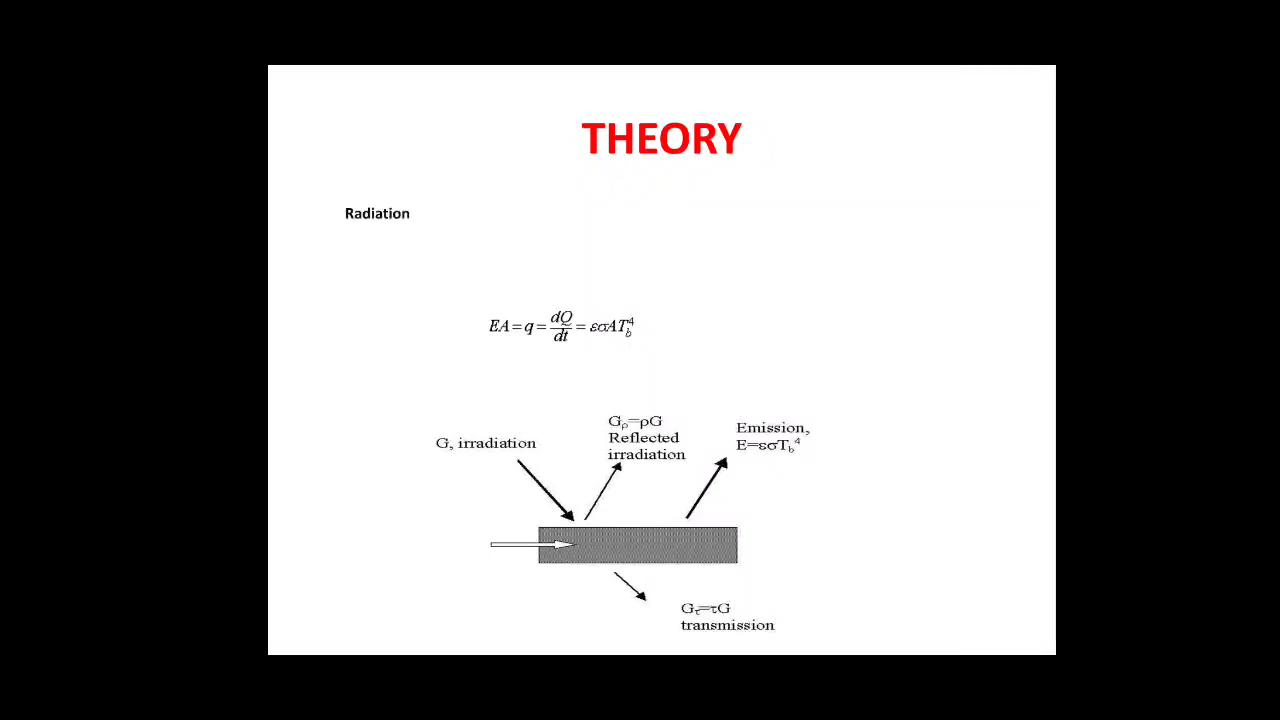 THEORY
Radiation
EA = q = dQ/dt = εσAT_b^4
G, irradiation
G_ρ=ρG
Reflected
irradiation
Emission,
E=εσT_b^4
G_τ=τG
transmission